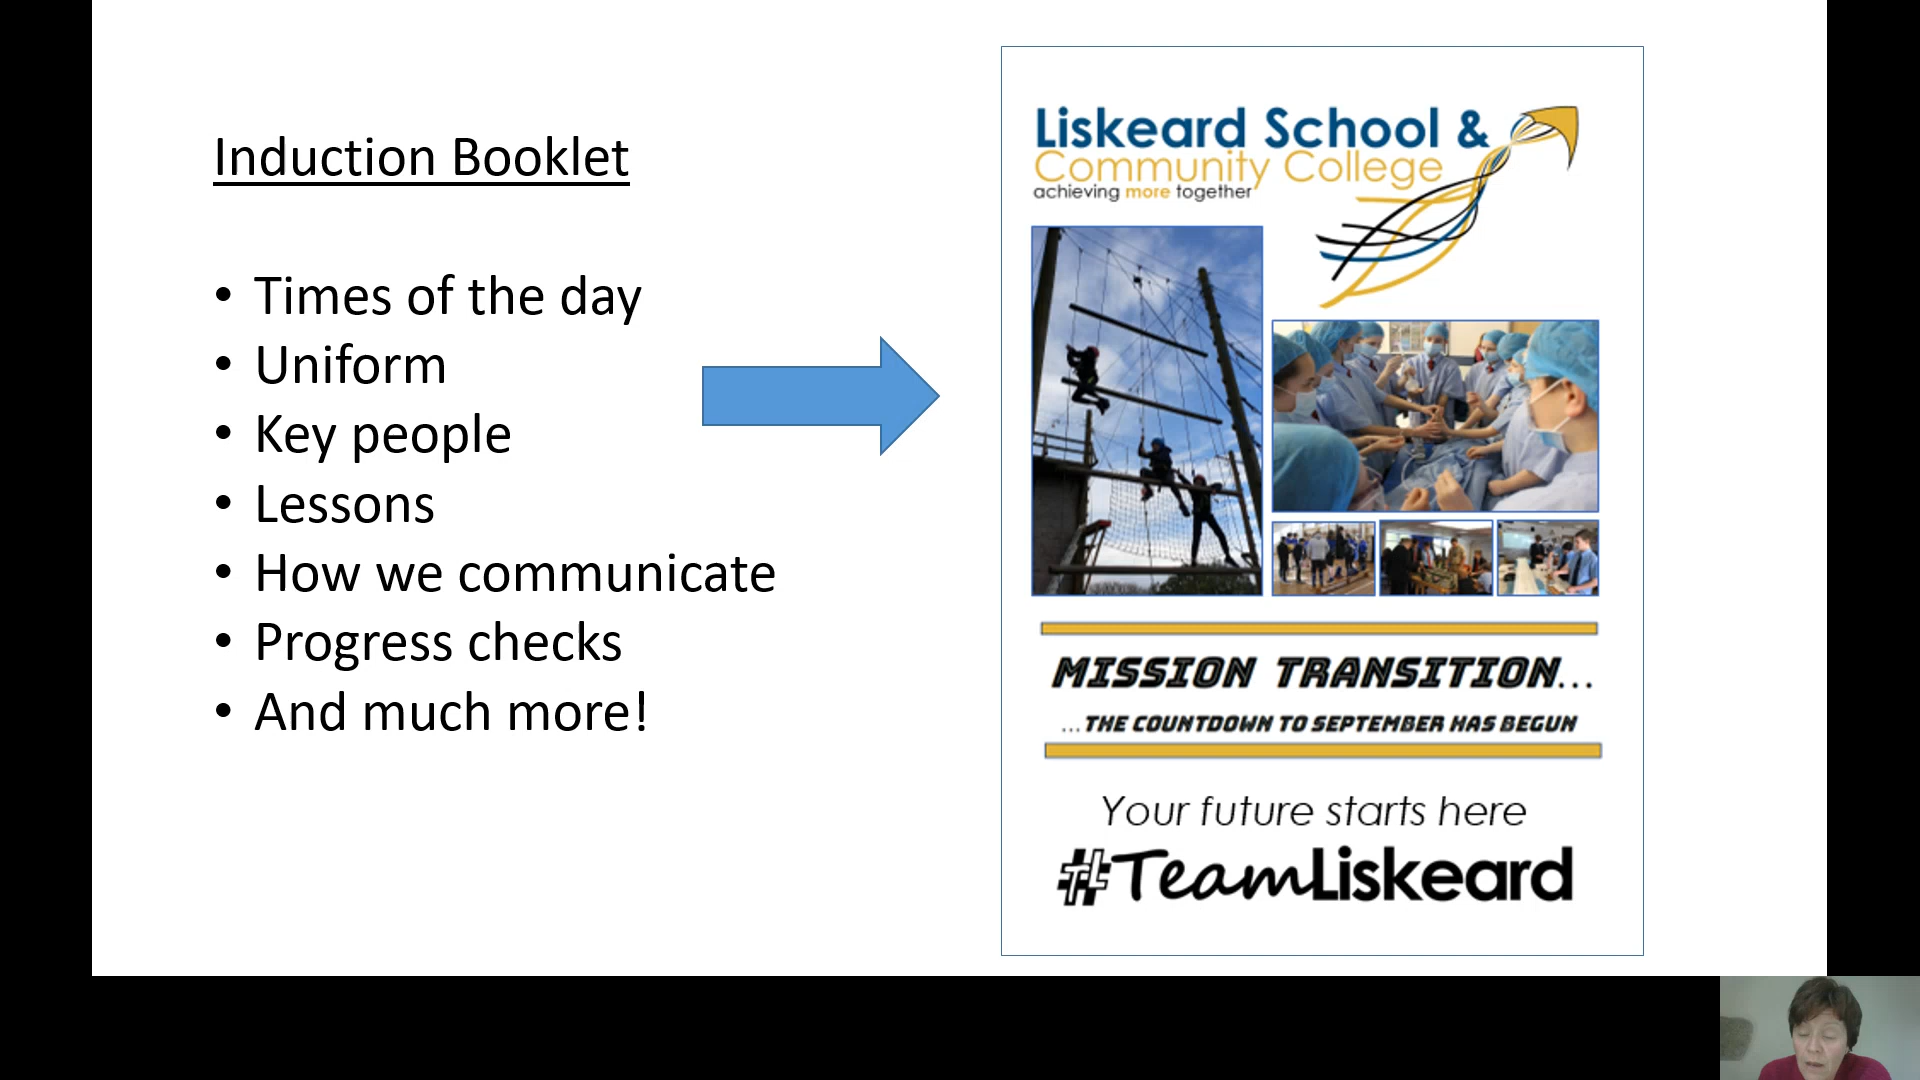 Induction Booklet
• Times of the day
• Uniform
• Key people
• Lessons
• How we communicate
• Progress checks
• And much more!
Liskeard School &
Community College
achieving more together
MISSION TRANSITION...
...THE COUNTDOWN TO SEPTEMBER HAS BEGUN
Your future starts here
#TeamLiskeard